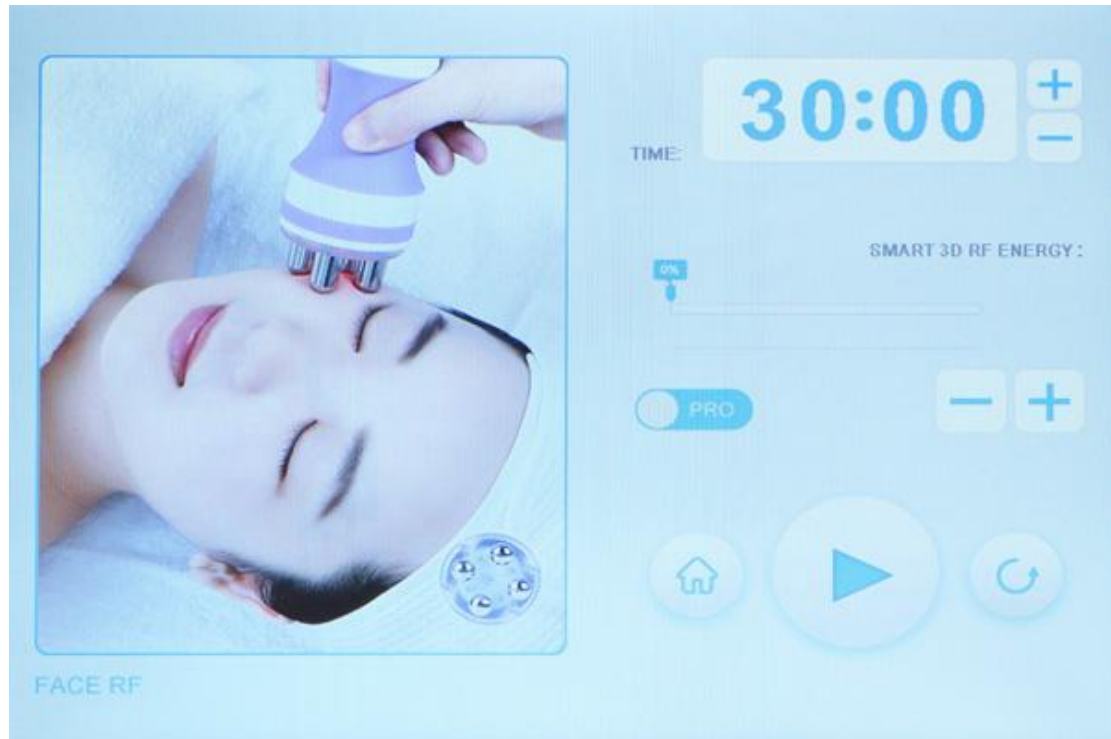 30:00
TIME:
SMART 3D RF ENERGY:
0%
PRO
FACE RF